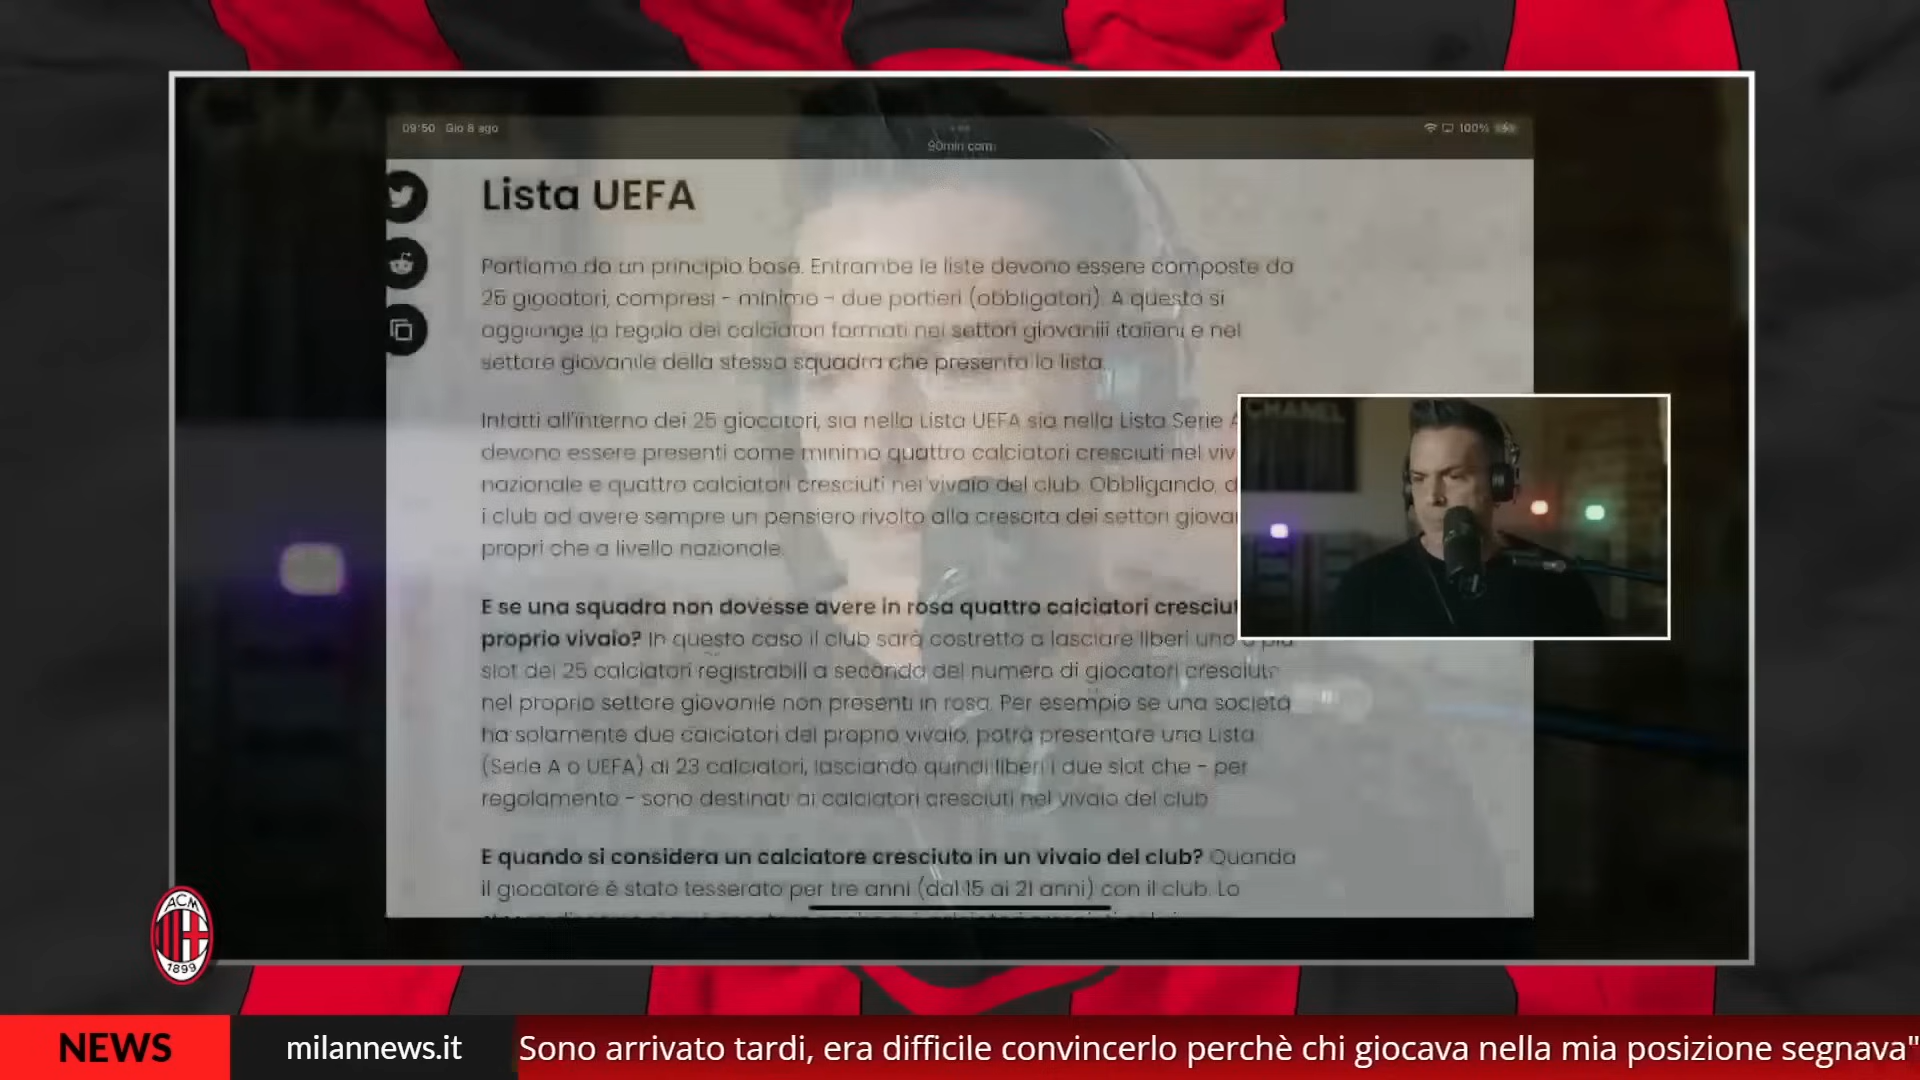 CHANEL
09:50 Gio 8 ago
100%
90min.com
Lista UEFA
Partiamo da un principio base. Entrambe le liste devono essere composte da
25 giocatori, compresi - minimo - due portieri (obbligatori). A questo si
aggiunge la regola dei calciatori formati nei settori giovanili italiani e nel
settore giovanile della stessa squadra che presenta la lista.
Infatti all'interno dei 25 giocatori, sia nella Lista UEFA sia nella Lista Serie A
devono essere presenti come minimo quattro calciatori cresciuti nel viv
nazionale e quattro calciatori cresciuti nel vivaio del club. Obbligando, d
i club ad avere sempre un pensiero rivolto alla crescita dei settori giova
propri che a livello nazionale.
E se una squadra non dovesse avere in rosa quattro calciatori cresciut
proprio vivaio? In questo caso il club sarà costretto a lasciare liberi uno o più
slot dei 25 calciatori registrabili a seconda del numero di giocatori cresciuti
nel proprio settore giovanile non presenti in rosa. Per esempio se una società
ha solamente due calciatori del proprio vivaio, potrà presentare una Lista
(Serie A o UEFA) di 23 calciatori, lasciando quindi liberi i due slot che - per
regolamento - sono destinati ai calciatori cresciuti nel vivaio del club
E quando si considera un calciatore cresciuto in un vivaio del club? Quando
il giocatore è stato tesserato per tre anni (dai 15 ai 21 anni) con il club. Lo
CHANEL
ACM
1899
NEWS
milannews.it
Sono arrivato tardi, era difficile convincerlo perchè chi giocava nella mia posizione segnava"